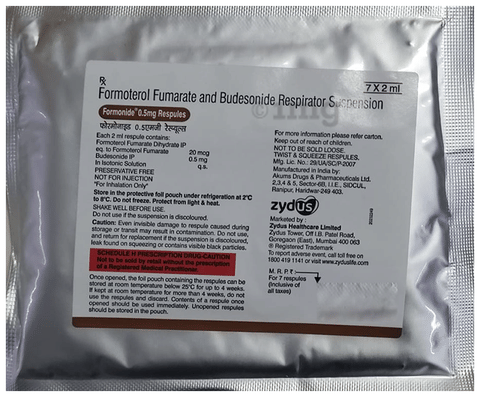 Rx
7 X 2 ml
Formoterol Fumarate and Budesonide Respirator Suspension
Formonide® 0.5mg Respules
फोरमोनाइड 0.5एमजी रेस्प्यूल्स
Each 2 ml respule contains:
Formoterol Fumarate Dihydrate IP
eq. to Formoterol Fumarate 20 mcg
Budesonide IP 0.5 mg
In Isotonic Solution q.s.
PRESERVATIVE FREE
NOT FOR INJECTION
"For Inhalation Only"
Store in the protective foil pouch under refrigeration at 2°C
to 8°C. Do not freeze. Protect from light & heat.
SHAKE WELL BEFORE USE.
Do not use if the suspension is discoloured.
Caution: Even invisible damage to respule caused during
storage or transit may result in contamination. Do not use,
and return for replacement if the suspension is discoloured,
leak found on squeezing or contains visible black particles.
SCHEDULE H PRESCRIPTION DRUG-CAUTION
Not to be sold by retail without the prescription
of a Registered Medical Practitioner.
Once opened, the foil pouch containing the respules can be
stored at room temperature below 25°C for up to 4 weeks.
If kept at room temperature for more than 4 weeks, do not
use the respules and discard. Contents of a respule once
opened should be used immediately. Unopened respules
should be stored in the pouch.
For more information please refer carton.
Keep out of reach of children.
NOT TO BE SOLD LOOSE.
TWIST & SQUEEZE RESPULES.
Mfg. Lic. No.: 29/UA/SC/P-2007
Manufactured in India by:
Akums Drugs & Pharmaceuticals Ltd.
2,3,4 & 5, Sector-6B, I.I.E., SIDCUL,
Ranipur, Haridwar-249 403.
zydus
Marketed by:
Zydus Healthcare Limited
Zydus Tower, Off I.B. Patel Road,
Goregaon (East), Mumbai 400 063
® Registered Trademark
To report adverse event, call toll free on
1800 419 1141 or visit www.zyduslife.com
M. R. P. ₹:
For 7 respules
(Inclusive of
all taxes)